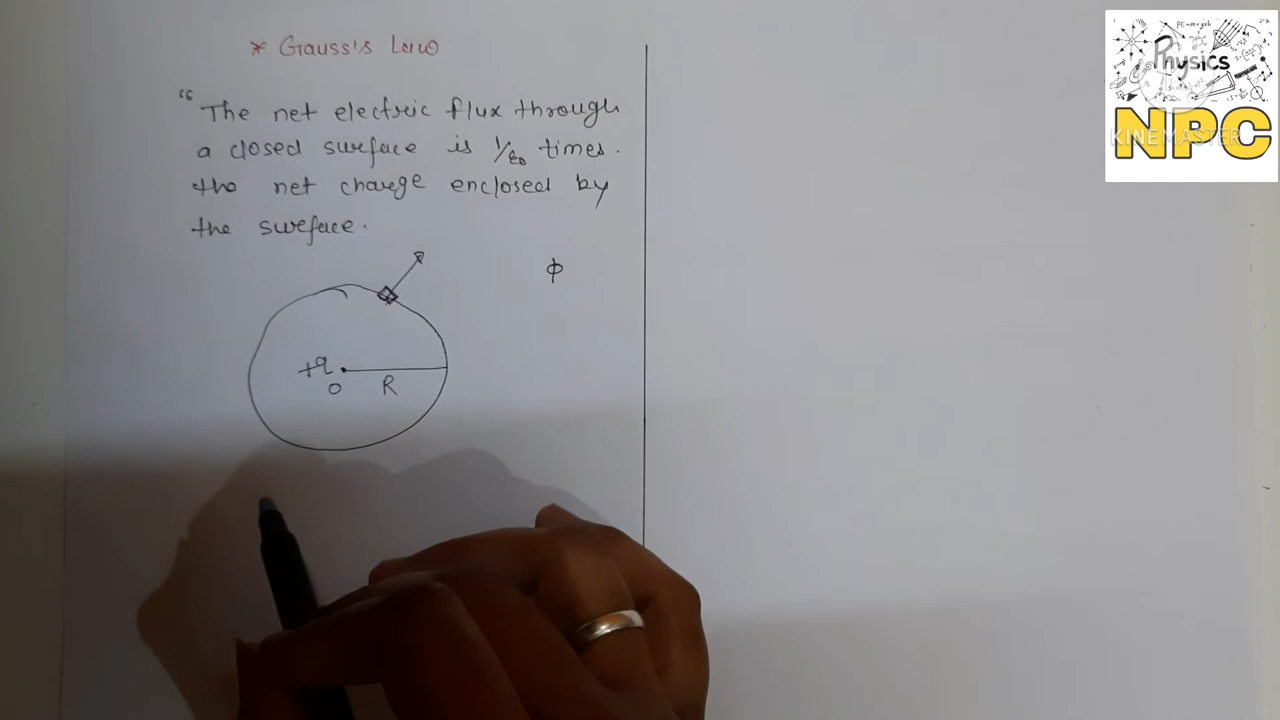 * Gauss's Law
“ The net electric flux through
a closed surface is 1/ε₀ times.
the net charge enclosed by
the surface.
ϕ
+q
O
R
Physics
NPC
KINEMASTER